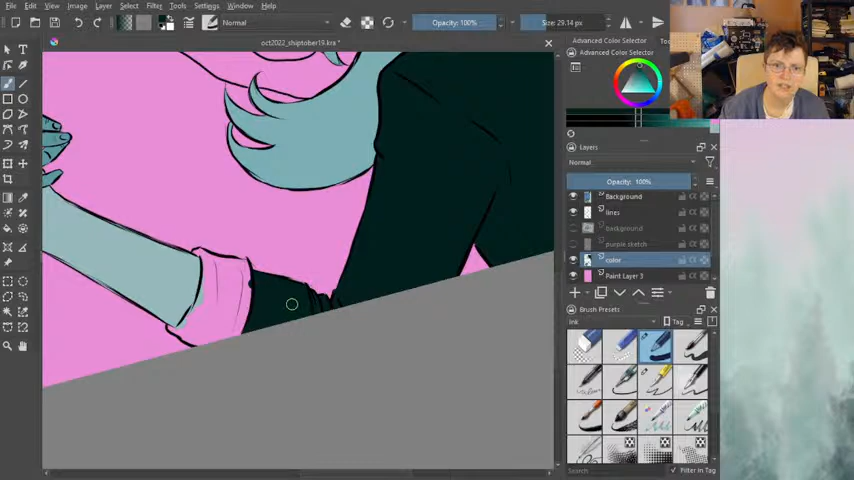 File Edit View Image Layer Select Filter Tools Settings Window Help
Normal
Opacity: 100%
Size: 29.14 px
oct2022_shiptober19.kra *
Advanced Color Selector
To
Advanced Color Selector
Layers
Normal
Opacity: 100%
Background
lines
background
purple sketch
color
Paint Layer 3
Brush Presets
Ink
Tag
Search
Filter in Tag